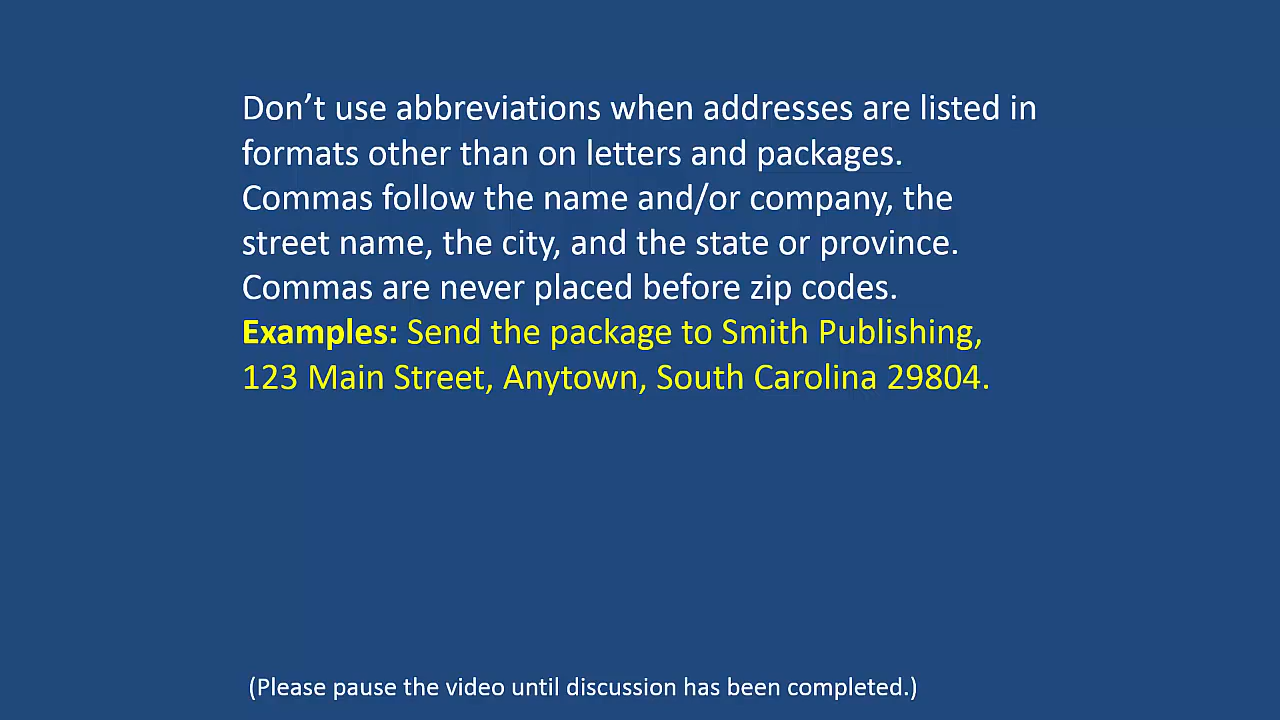 Don’t use abbreviations when addresses are listed in
formats other than on letters and packages.
Commas follow the name and/or company, the
street name, the city, and the state or province.
Commas are never placed before zip codes.
Examples: Send the package to Smith Publishing,
123 Main Street, Anytown, South Carolina 29804.
(Please pause the video until discussion has been completed.)